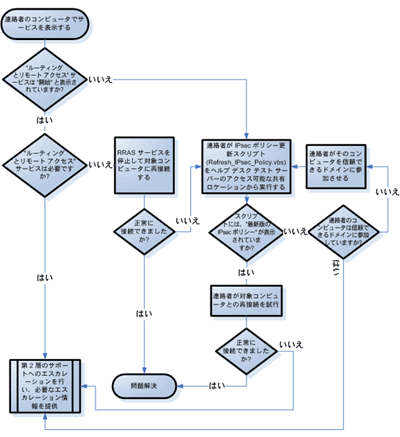 連絡者のコンピュータでサ
ービスを表示する
"ルーティング
とリモート アクセス" サ
ービスは "開始" と表示さ
れていますか?
いいえ
はい
"ルーティング
とリモート アクセス"
サービスは必要です
か?
いいえ
RRAS サービスを
停止して対象コン
ピュータに再接続
する
連絡者が IPsec ポリシー更
新スクリプト
(Refresh_IPsec_Policy.vbs)
をヘルプ デスク テスト サ
ーバーのアクセス可能な共有
ロケーションから実行する
連絡者がそのコン
ピュータを信頼で
きるドメインに参
加させる
いいえ
正常に
接続できました
か?
いいえ
スクリプ
トには、"最新版の
IPsec ポリシー" が表示
されていま
すか?
いいえ
連絡者のコ
ンピュータは信頼で
きるドメインに参加
していますか?
はい
はい
はい
はい
連絡者が対象コンピュー
タとの再接続を試行
正常に
接続できました
か?
いいえ
はい
第 2 層のサポート
へのエスカレーシ
ョンを行
い、必要なエス
カレーション情
報を提供
問題解決